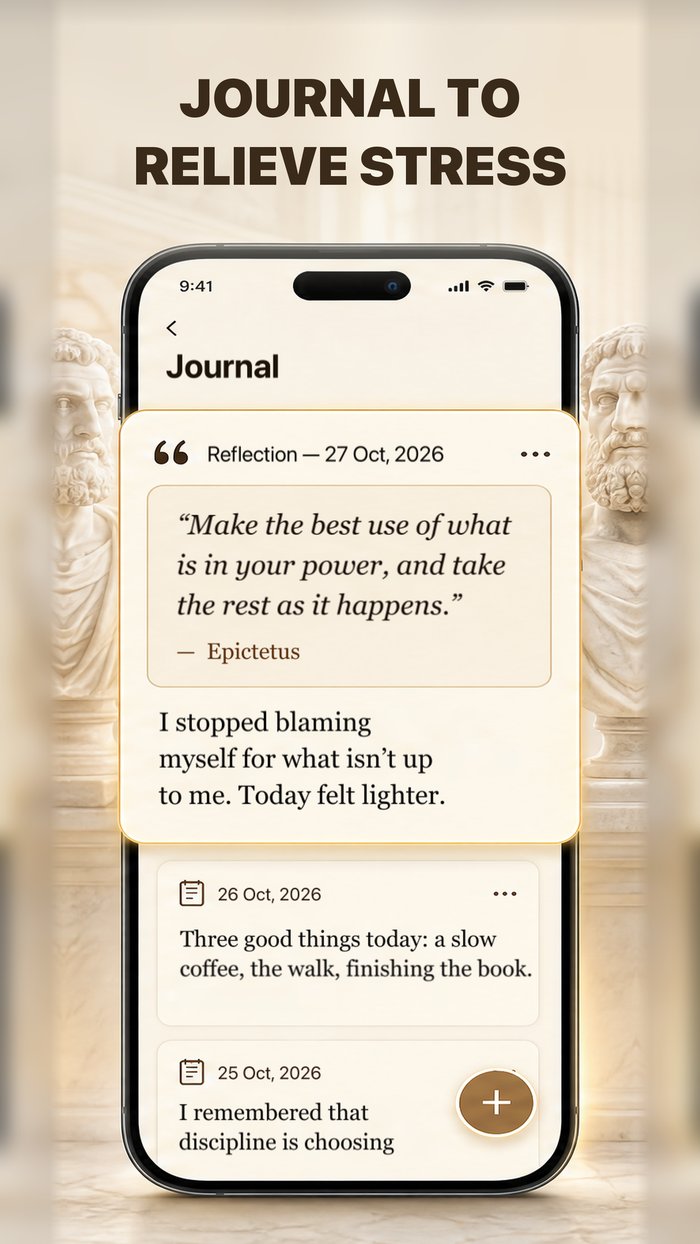 JOURNAL TO
RELIEVE STRESS
9:41
Journal
Reflection — 27 Oct, 2026
“Make the best use of what
is in your power, and take
the rest as it happens.”
— Epictetus
I stopped blaming
myself for what isn’t up
to me. Today felt lighter.
26 Oct, 2026
Three good things today: a slow
coffee, the walk, finishing the book.
25 Oct, 2026
I remembered that
discipline is choosing